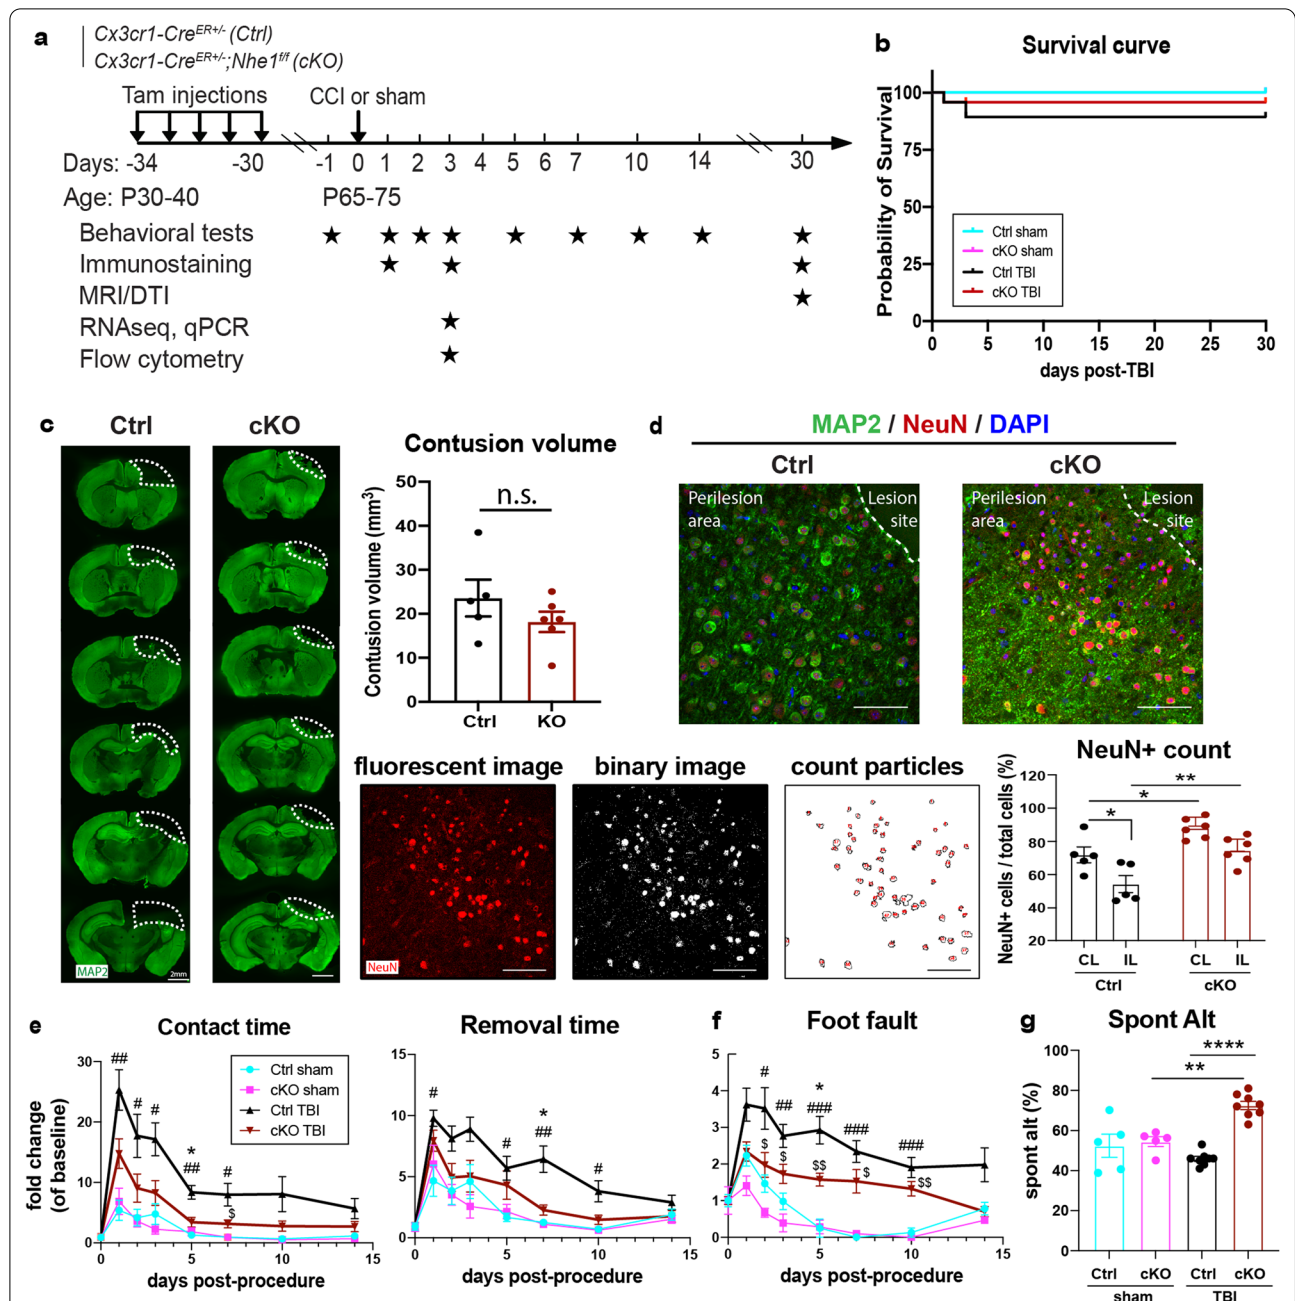 a
Cx3cr1-CreER+/- (Ctrl)
Cx3cr1-CreER+/-;Nhe1f/f (cKO)
Tam injections
CCI or sham
Days: -34 -30 -1 0 1 2 3 4 5 6 7 10 14 30
Age: P30-40 P65-75
Behavioral tests ★ ★ ★ ★ ★ ★ ★ ★ ★
Immunostaining ★ ★ ★
MRI/DTI ★
RNAseq, qPCR ★
Flow cytometry ★
b
Survival curve
Probability of Survival
100
75
50
25
0
Ctrl sham
cKO sham
Ctrl TBI
cKO TBI
0 5 10 15 20 25 30
days post-TBI
c
Ctrl cKO
MAP2
2mm
Contusion volume
Contusion volume (mm3)
50
40
30
20
10
0
n.s.
Ctrl KO
d
MAP2 / NeuN / DAPI
Ctrl cKO
Perilesion area
Lesion site
Perilesion area
Lesion site
fluorescent image
binary image
count particles
NeuN
NeuN+ count
NeuN+ cells / total cells (%)
120
100
80
60
40
20
* * **
CL IL CL IL
Ctrl cKO
e
Contact time
fold change
(of baseline)
30
20
10
0
## # # * ## # $
Ctrl sham
cKO sham
Ctrl TBI
cKO TBI
0 5 10 15
days post-procedure
Removal time
15
10
5
0
# # * ## #
0 5 10 15
days post-procedure
f
Foot fault
5
4
3
2
1
0
# ## * ### ### ###
$ $ $$ $ $$
0 5 10 15
days post-procedure
g
Spont Alt
spont alt (%)
100
80
60
40
20
0
****
**
Ctrl cKO Ctrl cKO
sham TBI